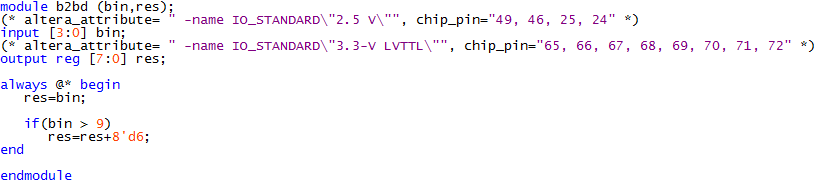 module b2bd (bin,res);
(* altera_attribute= " -name IO_STANDARD\"2.5 V\"", chip_pin="49, 46, 25, 24" *)
input [3:0] bin;
(* altera_attribute= " -name IO_STANDARD\"3.3-V LVTTL\"", chip_pin="65, 66, 67, 68, 69, 70, 71, 72" *)
output reg [7:0] res;
always @* begin
res=bin;
if(bin > 9)
res=res+8'd6;
end
endmodule